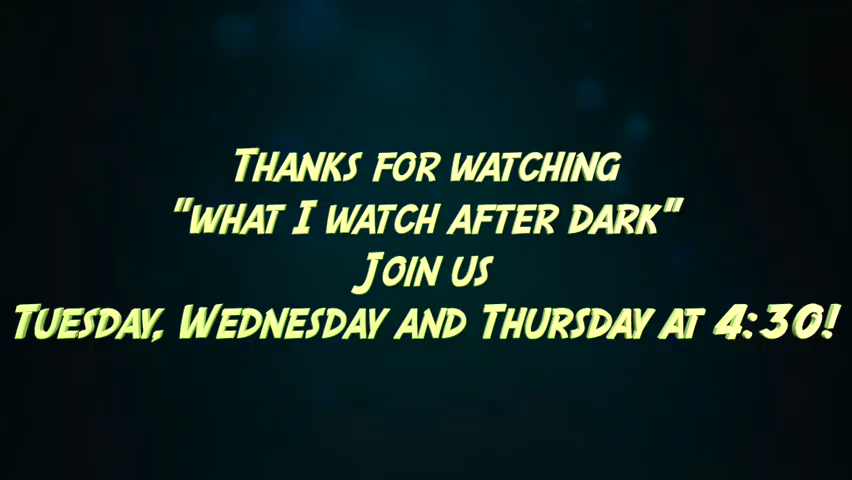 Thanks for watching
"what I watch after dark"
Join us
Tuesday, Wednesday and Thursday at 4:30!